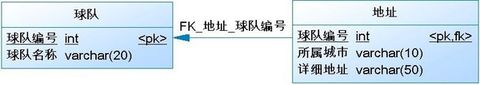 球队
球队编号 int <pk>
球队名称 varchar(20)
FK_地址_球队编号
地址
球队编号 int <pk,fk>
所属城市 varchar(10)
详细地址 varchar(50)